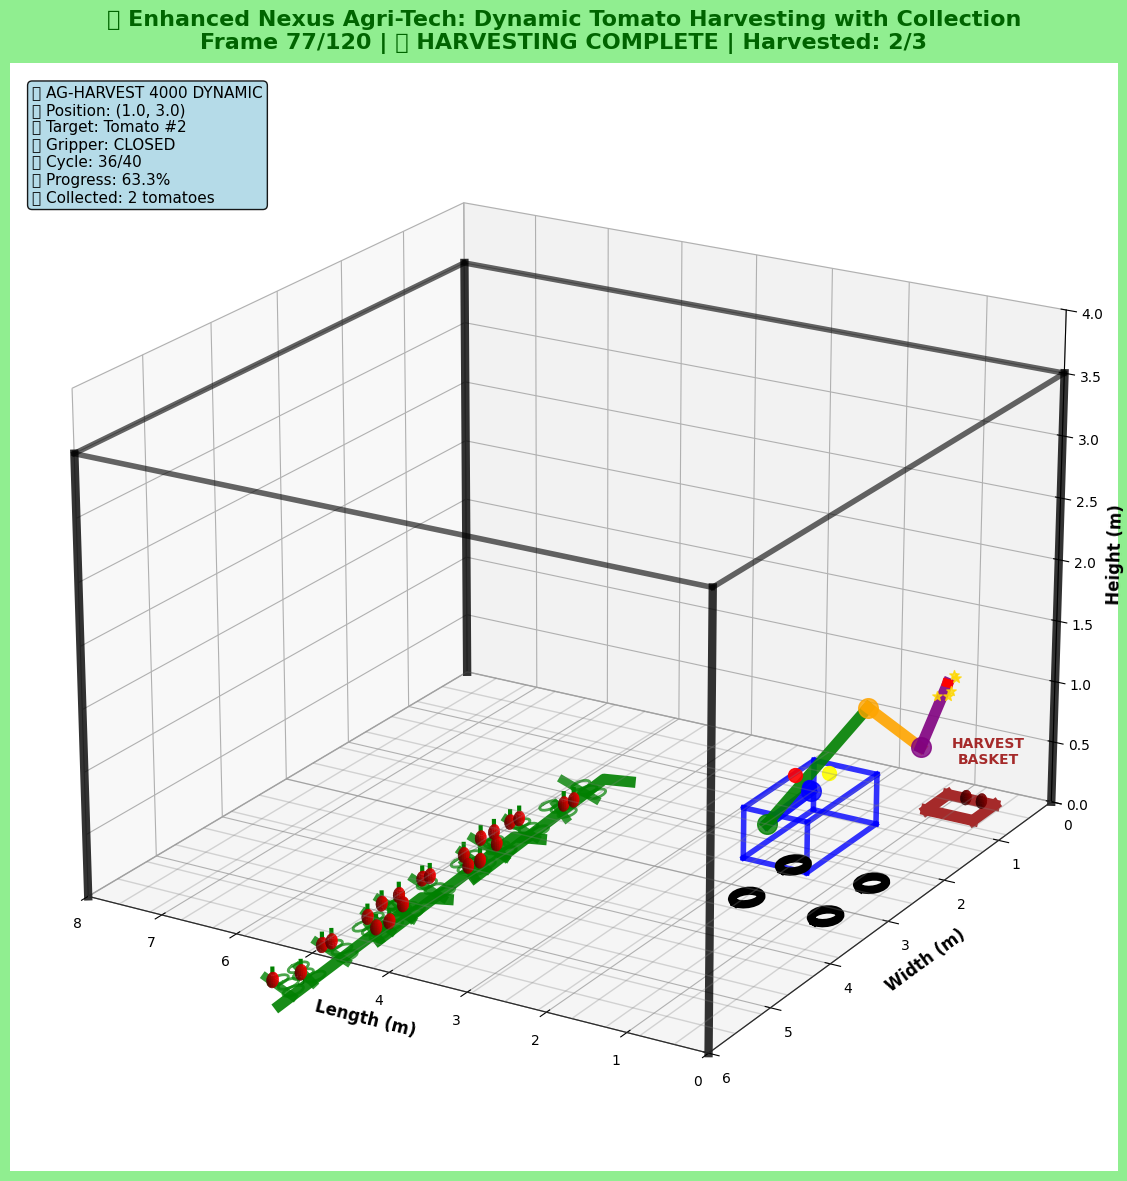 Enhanced Nexus Agri-Tech: Dynamic Tomato Harvesting with Collection
Frame 77/120 | HARVESTING COMPLETE | Harvested: 2/3
AG-HARVEST 4000 DYNAMIC
Position: (1.0, 3.0)
Target: Tomato #2
Gripper: CLOSED
Cycle: 36/40
Progress: 63.3%
Collected: 2 tomatoes
4.0
3.5
3.0
2.5
2.0
1.5
1.0
0.5
0.0
Height (m)
HARVEST
BASKET
0
1
2
3
4
5
6
Width (m)
8
7
6
4
3
2
1
0
Length (m)